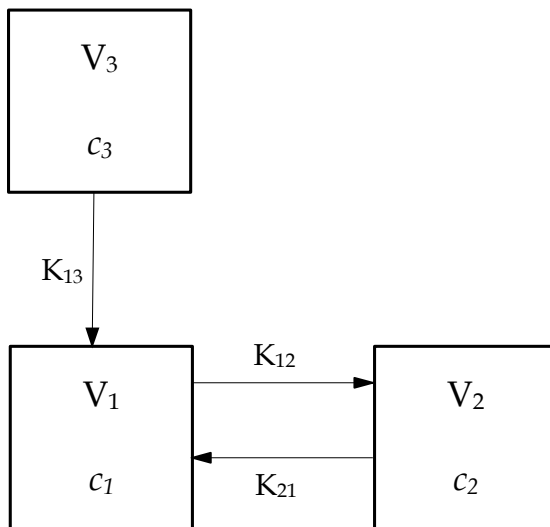 V₃
c₃
K₁₃
K₁₂
V₁
V₂
c₁
c₂
K₂₁